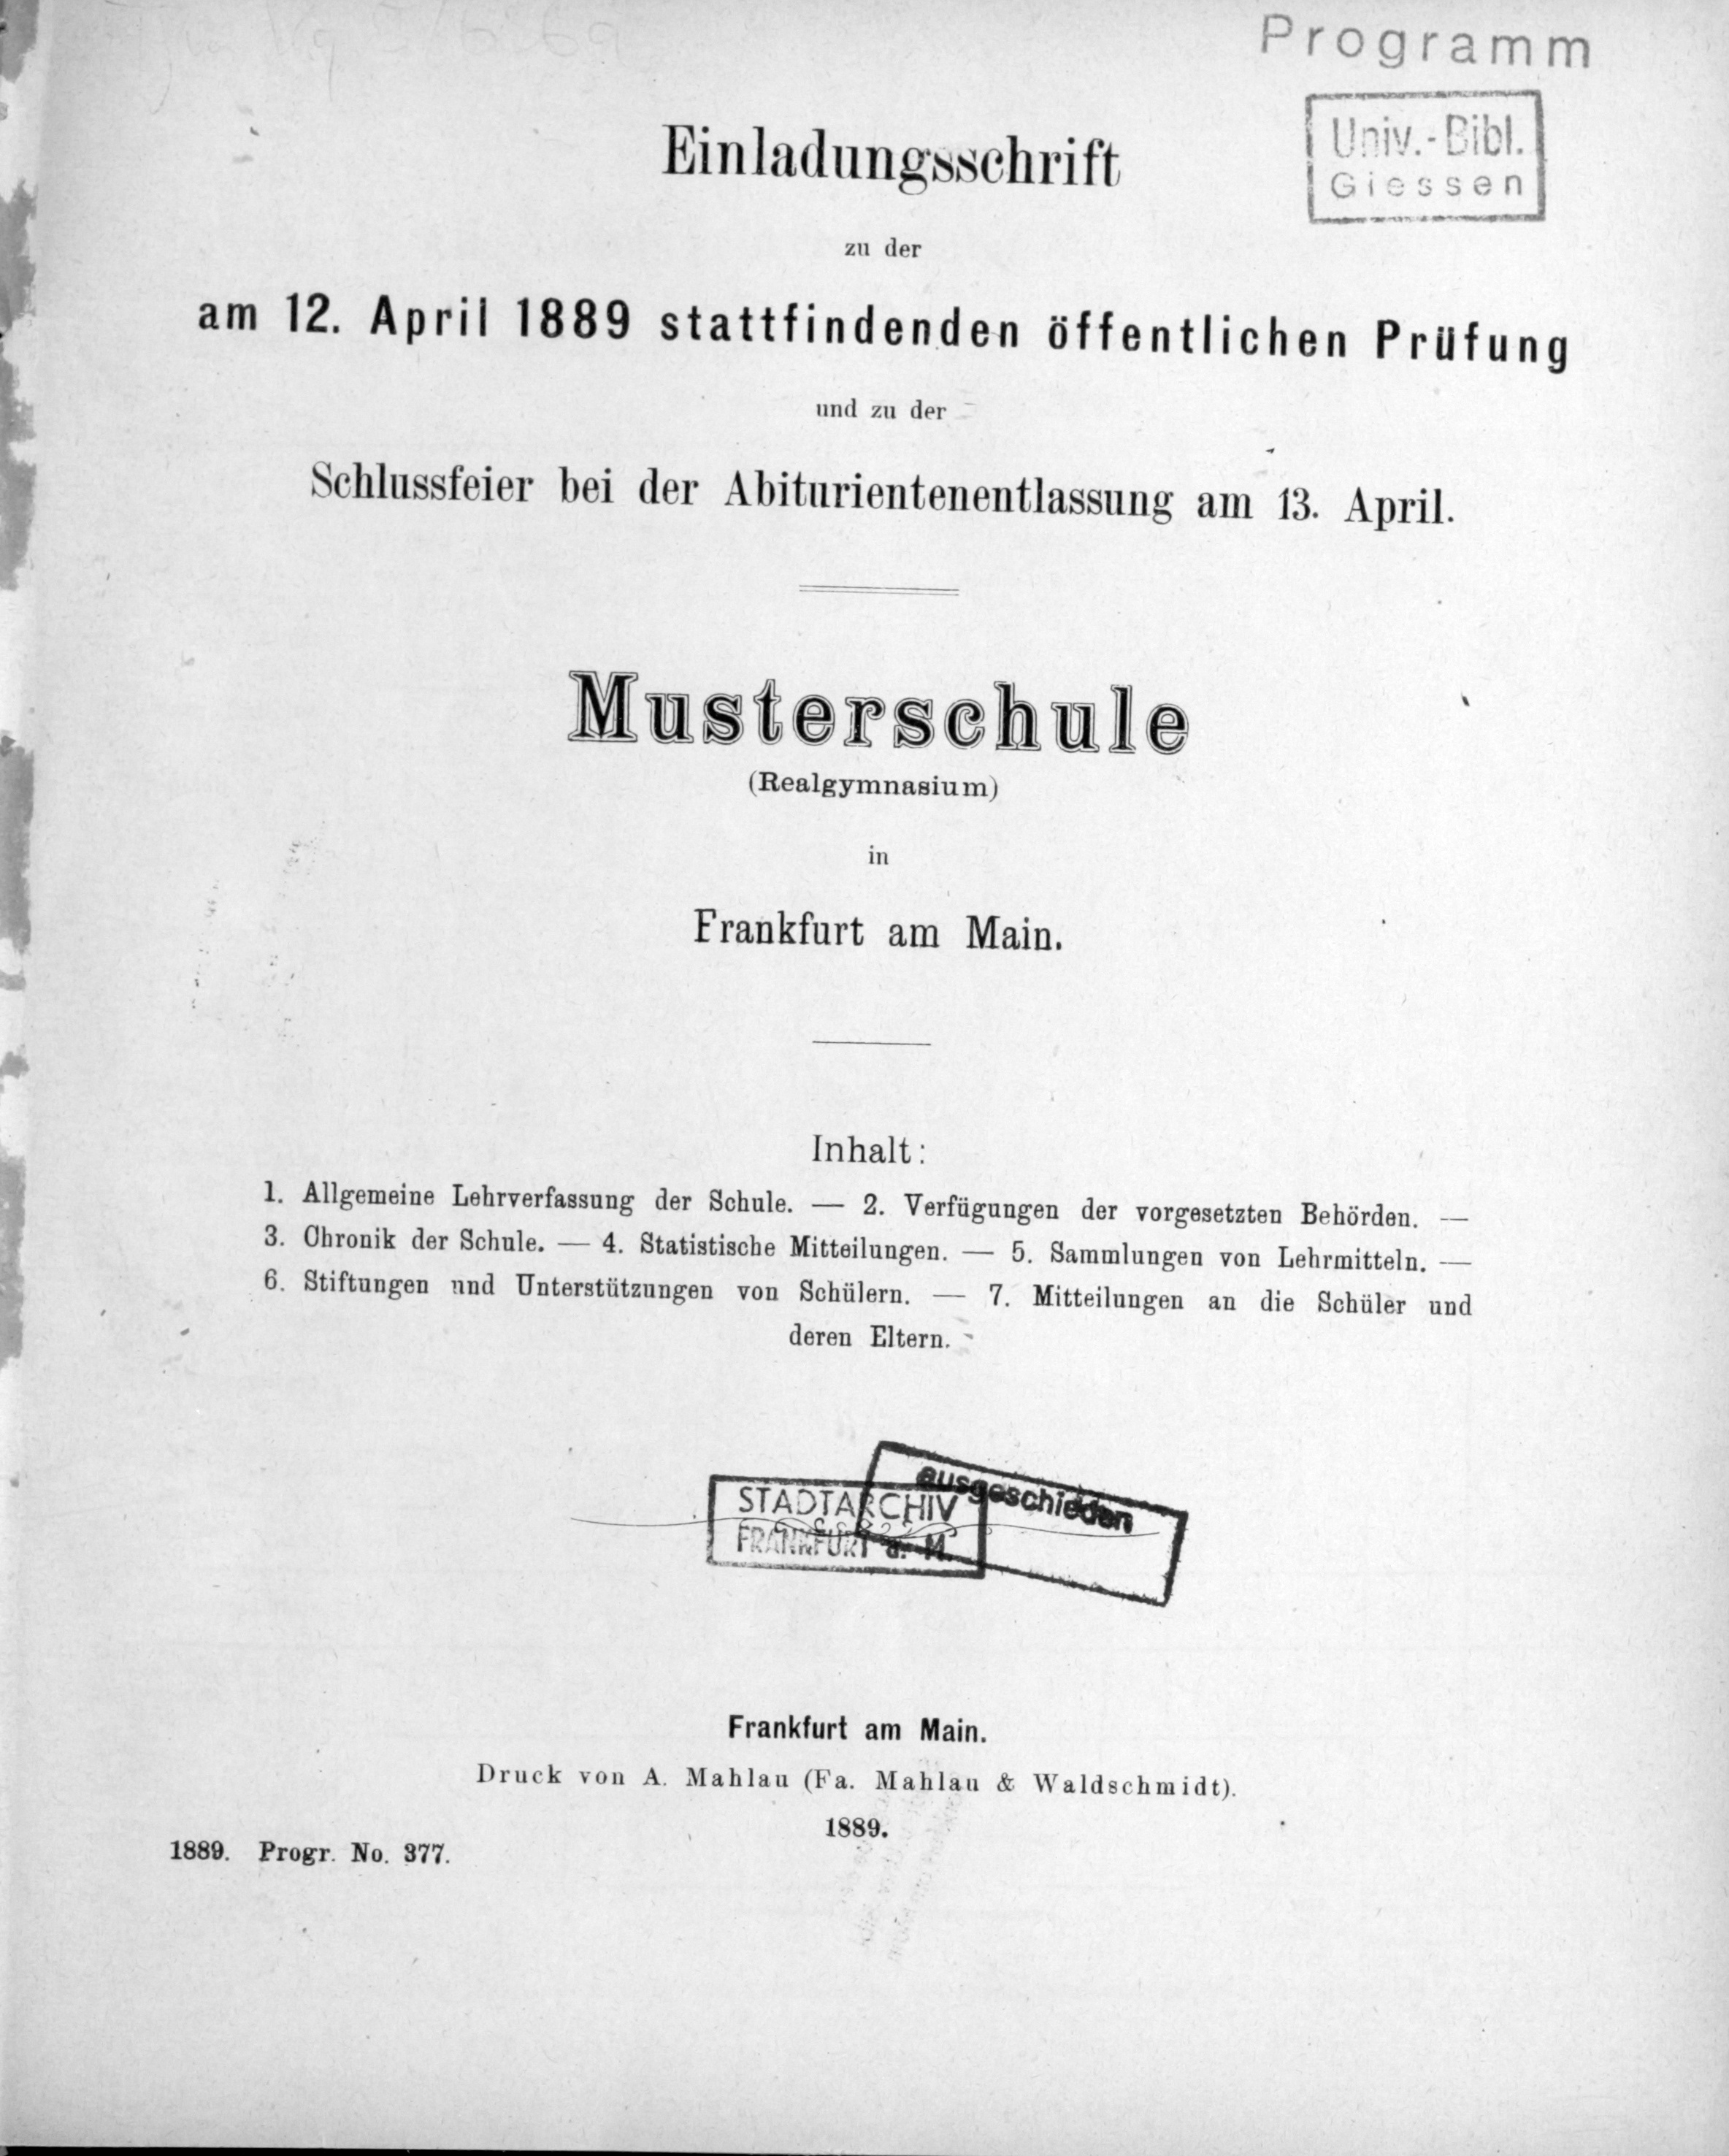 Programm
Univ.-Bibl.
Giessen
Einladungsschrift
zu der
am 12. April 1889 stattfindenden öffentlichen Prüfung
und zu der
Schlussfeier bei der Abiturientenentlassung am 13. April.
Musterschule
(Realgymnasium)
in
Frankfurt am Main.
Inhalt:
1. Allgemeine Lehrverfassung der Schule. — 2. Verfügungen der vorgesetzten Behörden. —
3. Chronik der Schule. — 4. Statistische Mitteilungen. — 5. Sammlungen von Lehrmitteln. —
6. Stiftungen und Unterstützungen von Schülern. — 7. Mitteilungen an die Schüler und
deren Eltern.
ausgeschieden
STADTARCHIV
FRANKFURT a. M.
Frankfurt am Main.
Druck von A. Mahlau (Fa. Mahlau & Waldschmidt).
1889.
1889. Progr. No. 377.